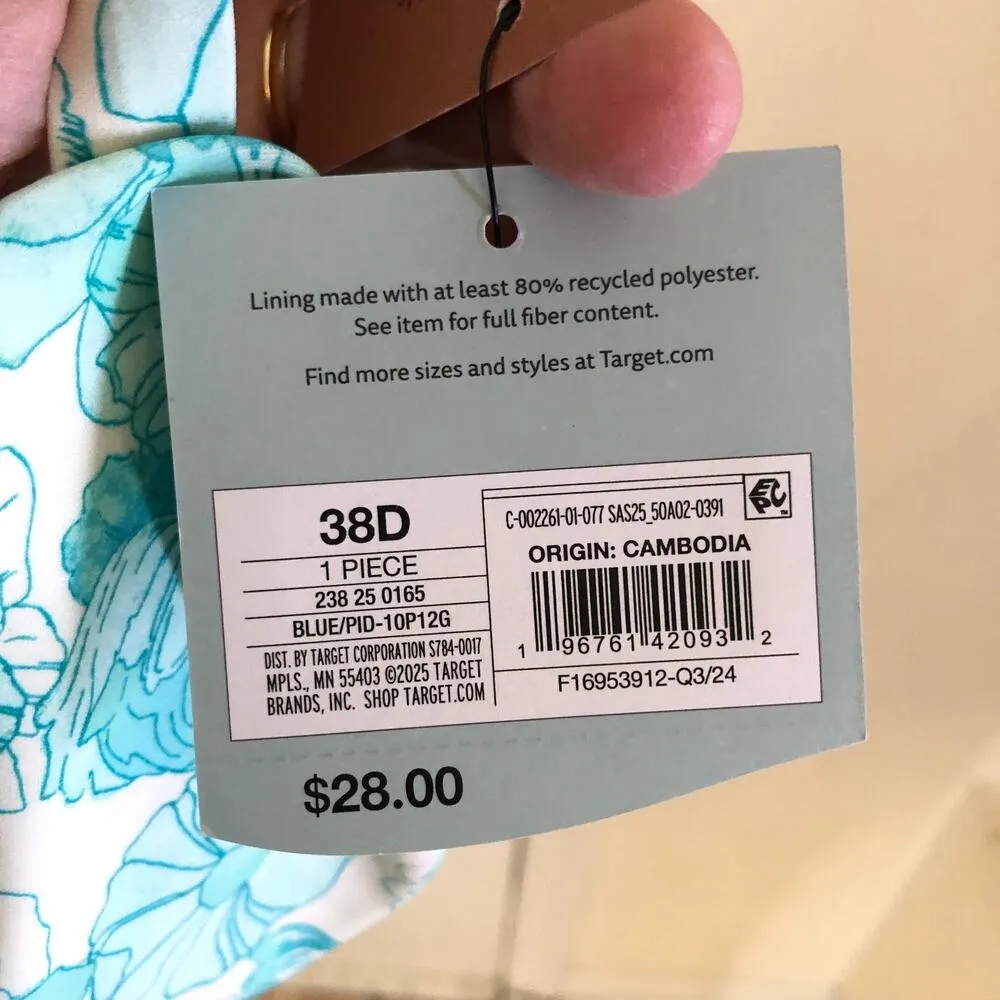 Lining made with at least 80% recycled polyester.
See item for full fiber content.
Find more sizes and styles at Target.com
38D
1 PIECE
238 25 0165
BLUE/PID-10P12G
DIST. BY TARGET CORPORATION S784-0017
MPLS., MN 55403 ©2025 TARGET
BRANDS, INC. SHOP TARGET.COM
C-002261-01-077 SAS25_50A02-0391
EPC™
ORIGIN: CAMBODIA
1 96761 42093 2
F16953912-Q3/24
$28.00